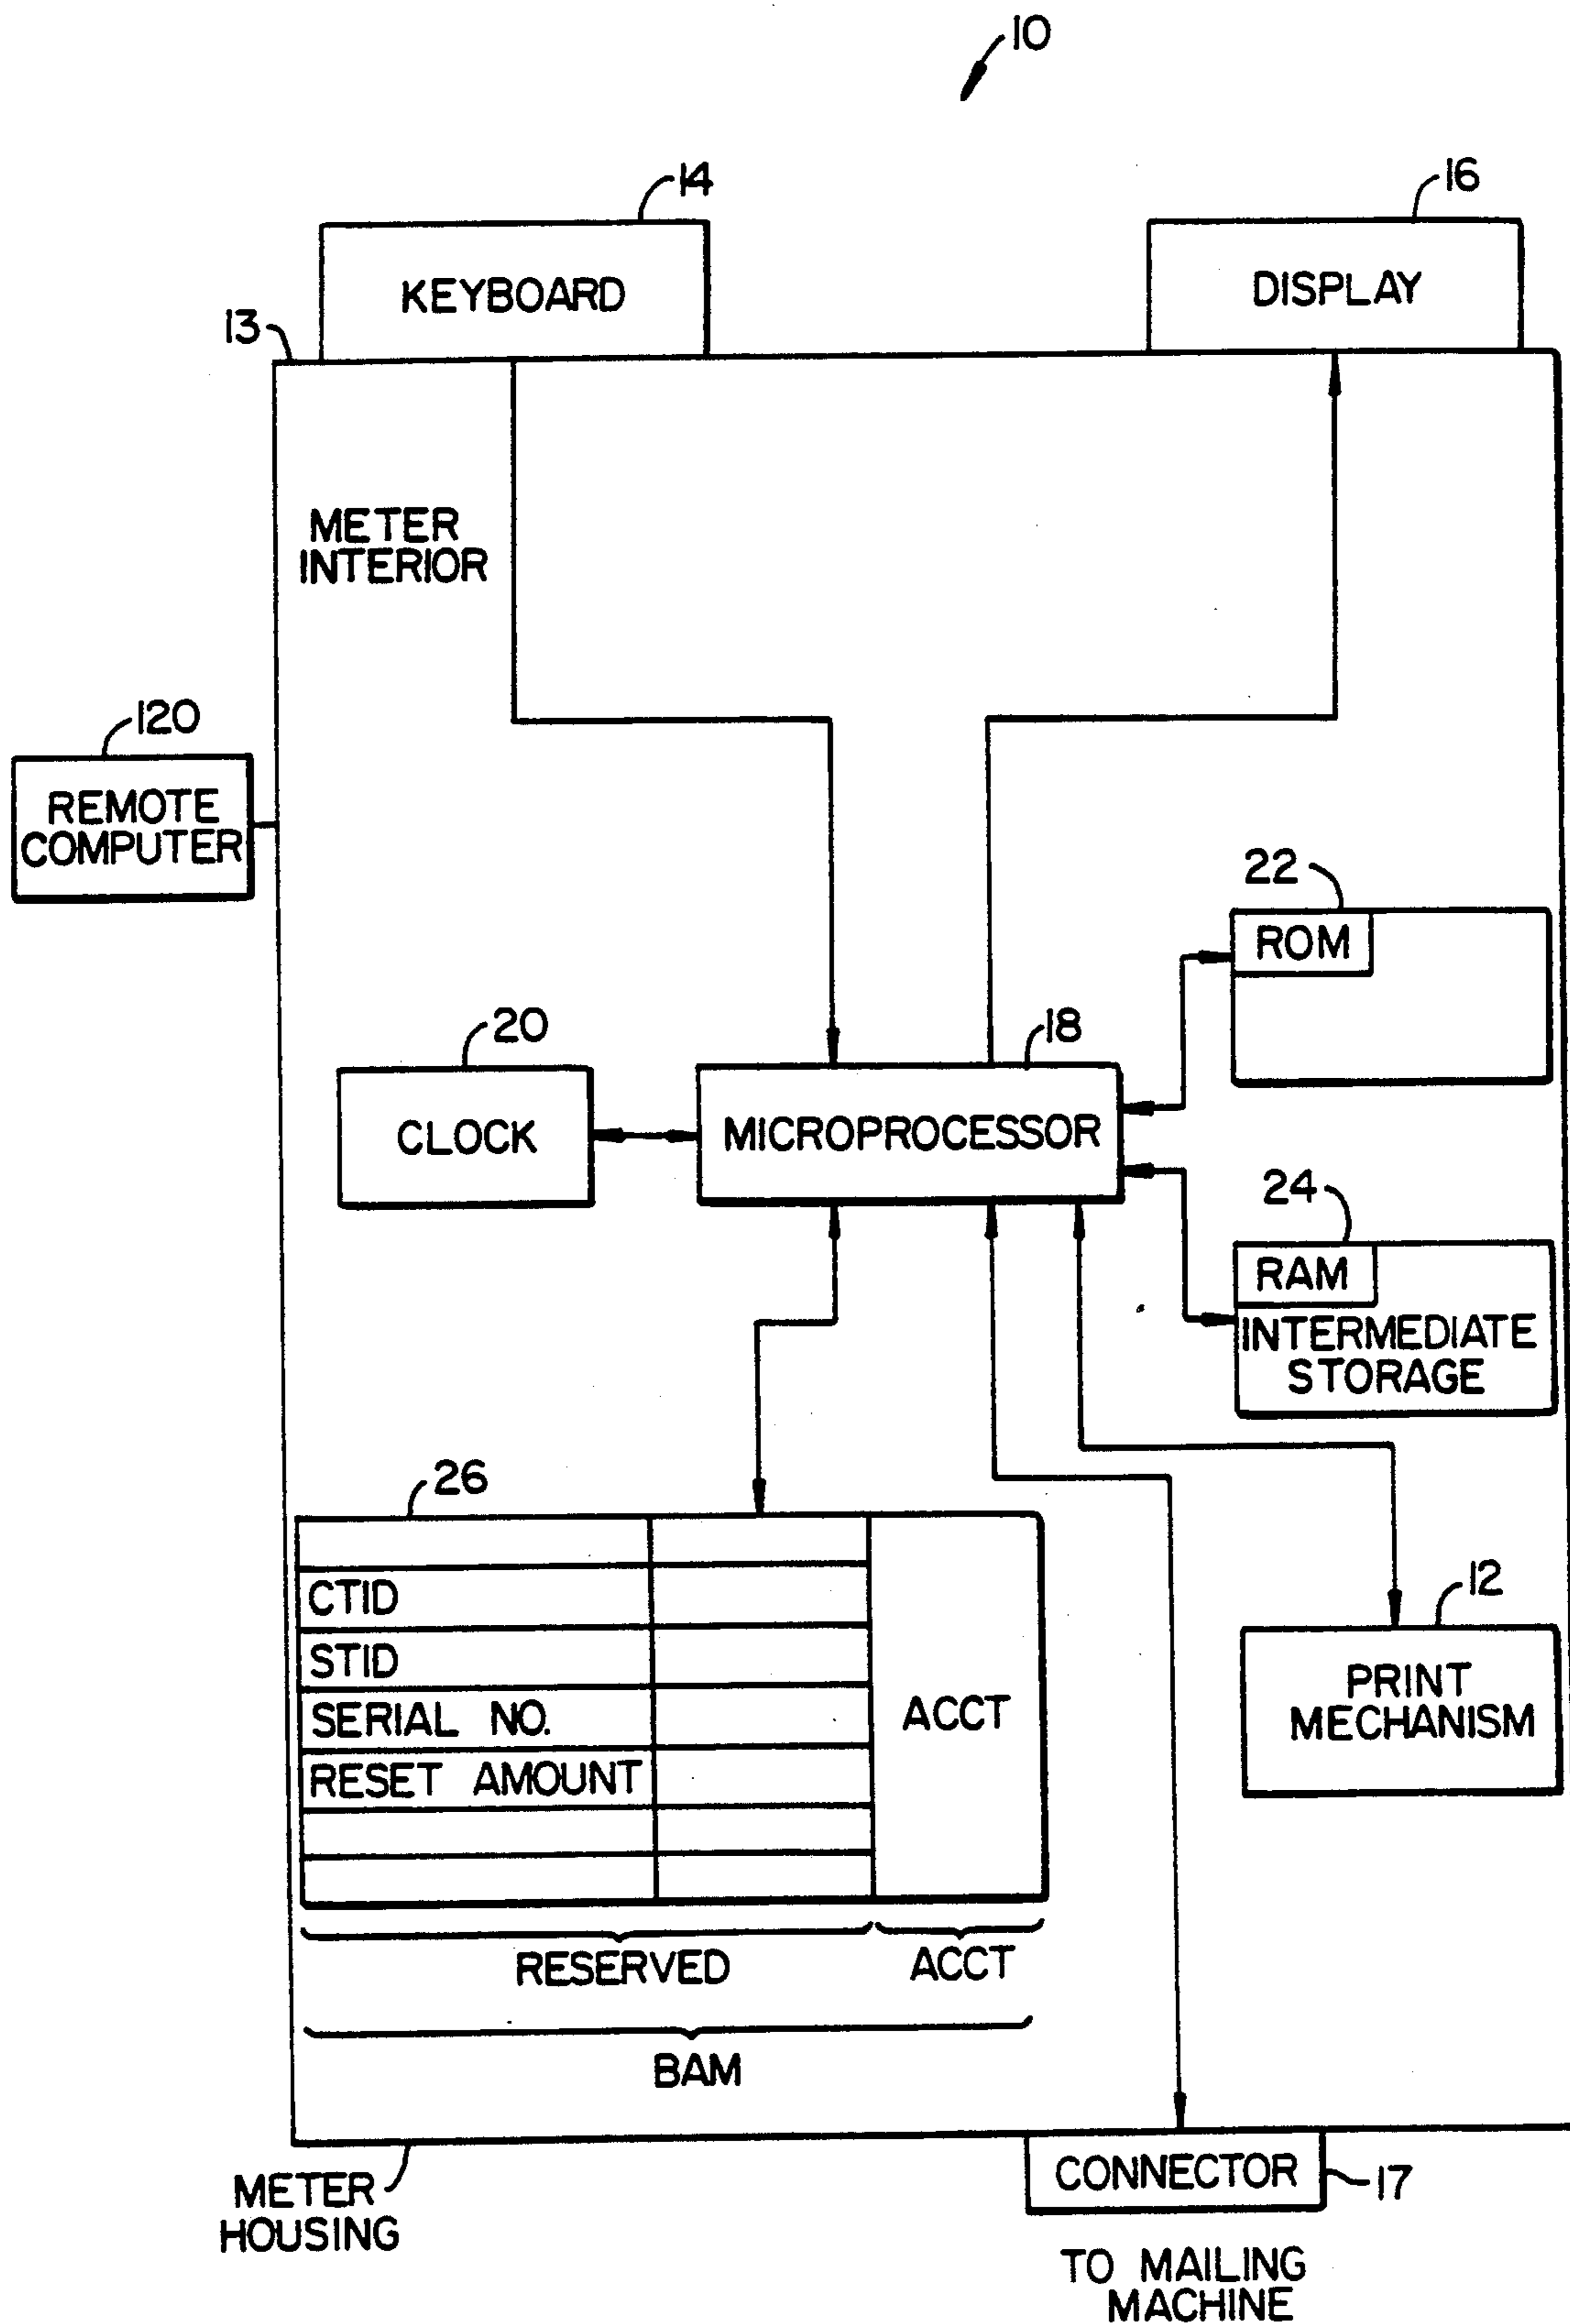 10
14
16
KEYBOARD
DISPLAY
13
METER
INTERIOR
120
REMOTE
COMPUTER
22
ROM
20
18
CLOCK
MICROPROCESSOR
24
RAM
INTERMEDIATE
STORAGE
26
CTID
STID
SERIAL NO.
RESET AMOUNT
ACCT
12
PRINT
MECHANISM
RESERVED
ACCT
BAM
METER
HOUSING
CONNECTOR
17
TO MAILING
MACHINE